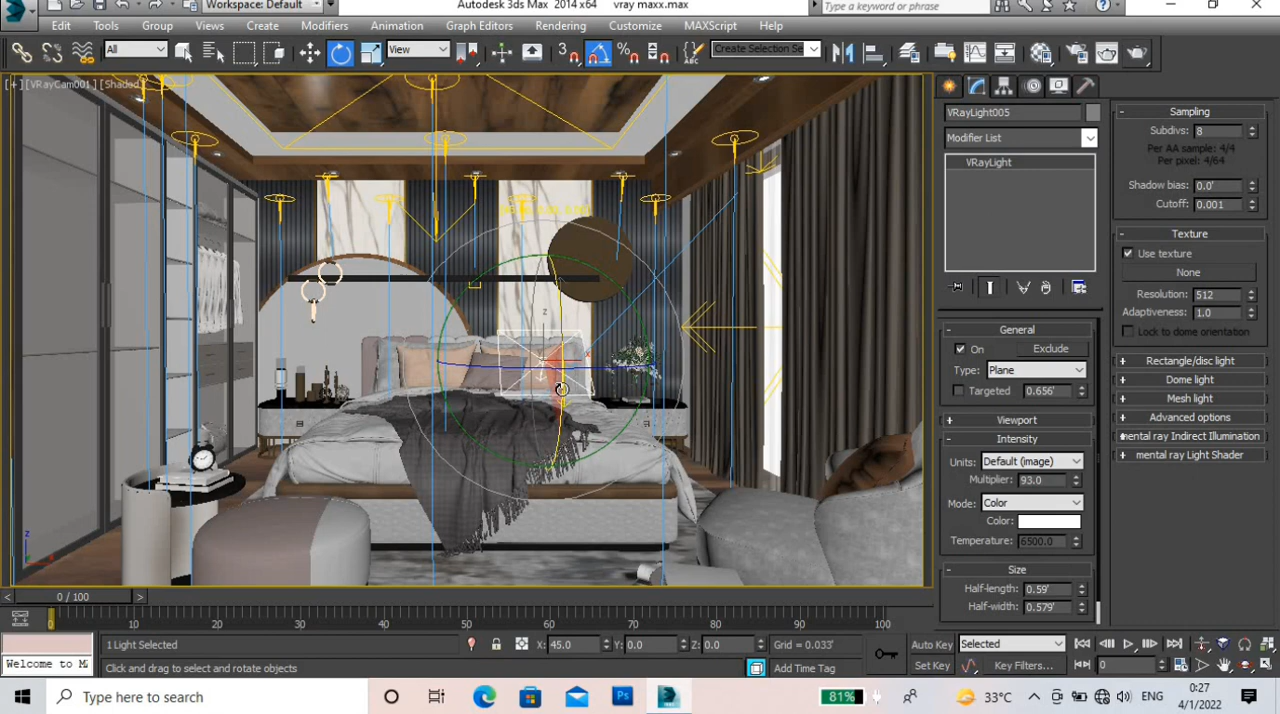 Workspace: Default
Autodesk 3ds Max 2014 x64
vray maxx.max
Type a keyword or phrase
Edit Tools Group Views Create Modifiers Animation Graph Editors Rendering Customize MAXScript Help
All
View
3
Create Selection Se
[+] [VRayCam001] [Shaded
VRayLight005
Modifier List
VRayLight
General
On
Exclude
Type: Plane
Targeted 0.656'
Viewport
Intensity
Units: Default (image)
Multiplier: 93.0
Mode: Color
Color:
Temperature: 6500.0
Size
Half-length: 0.59'
Half-width: 0.579'
Sampling
Subdivs: 8
Per AA sample: 4/4
Per pixel: 4/64
Shadow bias: 0.0'
Cutoff: 0.001
Texture
Use texture
None
Resolution: 512
Adaptiveness: 1.0
Lock to dome orientation
Rectangle/disc light
Dome light
Mesh light
Advanced options
mental ray Indirect Illumination
mental ray Light Shader
z
x
z
0 / 100
0 10 20 30 40 50 60 70 80 90 100
1 Light Selected
X: 45.0 Y: 0.0 Z: 0.0
Grid = 0.033'
Auto Key
Selected
Welcome to M
Click and drag to select and rotate objects
Add Time Tag
Set Key
Key Filters...
0
Type here to search
Ps
81%
33°C
ENG
0:27
4/1/2022